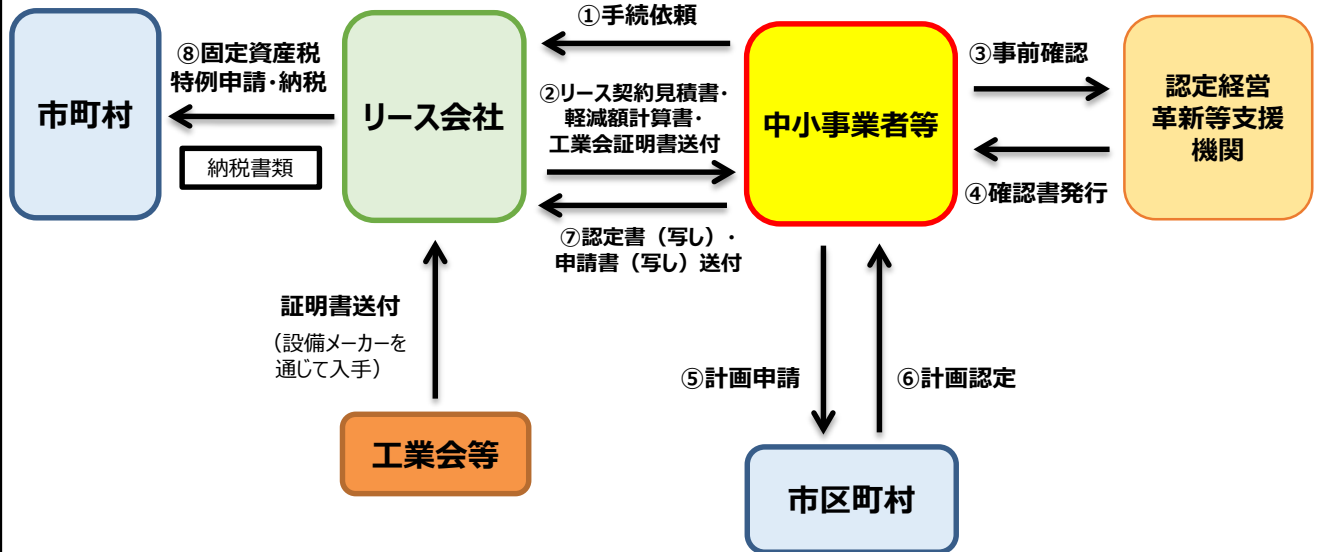 ①手続依頼
⑧固定資産税
特例申請・納税
市町村
納税書類
リース会社
②リース契約見積書・
軽減額計算書・
工業会証明書送付
中小事業者等
③事前確認
認定経営
革新等支援
機関
④確認書発行
⑦認定書（写し）・
申請書（写し）送付
証明書送付
（設備メーカーを
通じて入手）
⑤計画申請
⑥計画認定
工業会等
市区町村